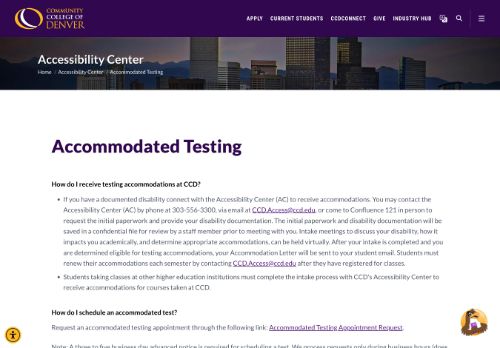 COMMUNITY
COLLEGE OF
DENVER
APPLY CURRENT STUDENTS CCDCONNECT GIVE INDUSTRY HUB
Accessibility Center
Home / Accessibility Center / Accommodated Testing
Accommodated Testing
How do I receive testing accommodations at CCD?
• If you have a documented disability connect with the Accessibility Center (AC) to receive accommodations. You may contact the
Accessibility Center (AC) by phone at 303-556-3300, via email at CCD.Access@ccd.edu, or come to Confluence 121 in person to
request the initial paperwork and provide your disability documentation. The initial paperwork and disability documentation will be
saved in a confidential file for review by a staff member prior to meeting with you. Intake meetings to discuss your disability, how it
impacts you academically, and determine appropriate accommodations, can be held virtually. After your intake is completed and you
are determined eligible for testing accommodations, your Accommodation Letter will be sent to your student email. Students must
renew their accommodations each semester by contacting CCD.Access@ccd.edu after they have registered for classes.
• Students taking classes at other higher education institutions must complete the intake process with CCD's Accessibility Center to
receive accommodations for courses taken at CCD.
How do I schedule an accommodated test?
Request an accommodated testing appointment through the following link: Accommodated Testing Appointment Request.
Note: A three to five business day advanced notice is required for scheduling a test. We process requests only during business hours (days